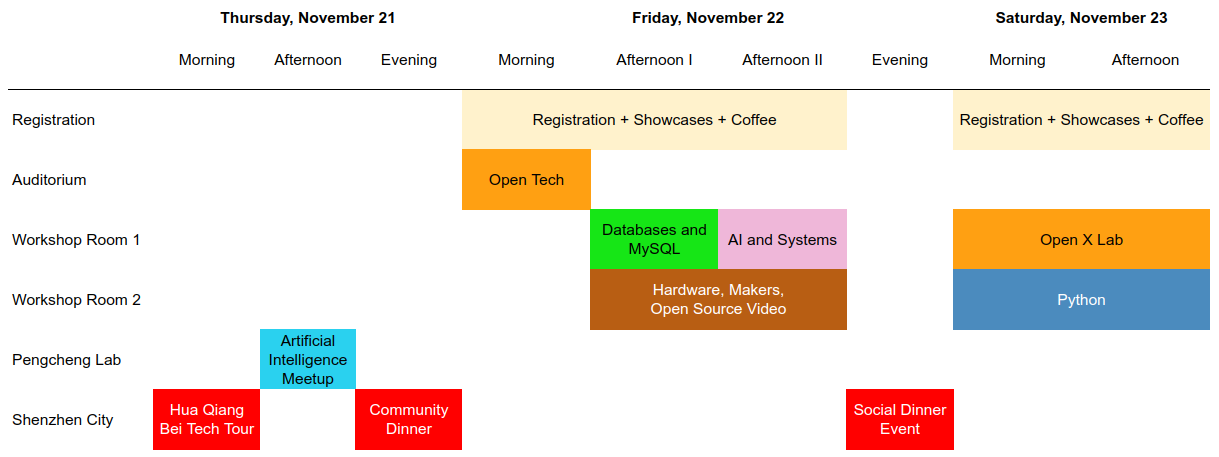 Thursday, November 21
Friday, November 22
Saturday, November 23
Morning
Afternoon
Evening
Morning
Afternoon I
Afternoon II
Evening
Morning
Afternoon
Registration
Registration + Showcases + Coffee
Registration + Showcases + Coffee
Auditorium
Open Tech
Workshop Room 1
Databases and
MySQL
AI and Systems
Open X Lab
Workshop Room 2
Hardware, Makers,
Open Source Video
Python
Pengcheng Lab
Artificial
Intelligence
Meetup
Shenzhen City
Hua Qiang
Bei Tech Tour
Community
Dinner
Social Dinner
Event